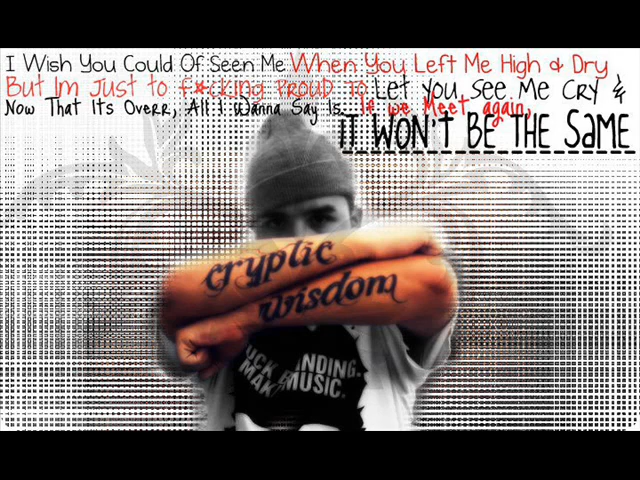 I Wish You Could Of Seen Me When You Left Me High & Dry
But Im Just to f*cking Proud To Let you see Me Cry &
Now That Its Overr, All I Wanna Say Is.. If we Meet again,
IT WON'T BE THE SAME
cryptic
wisdom
INDING.
MUSIC.